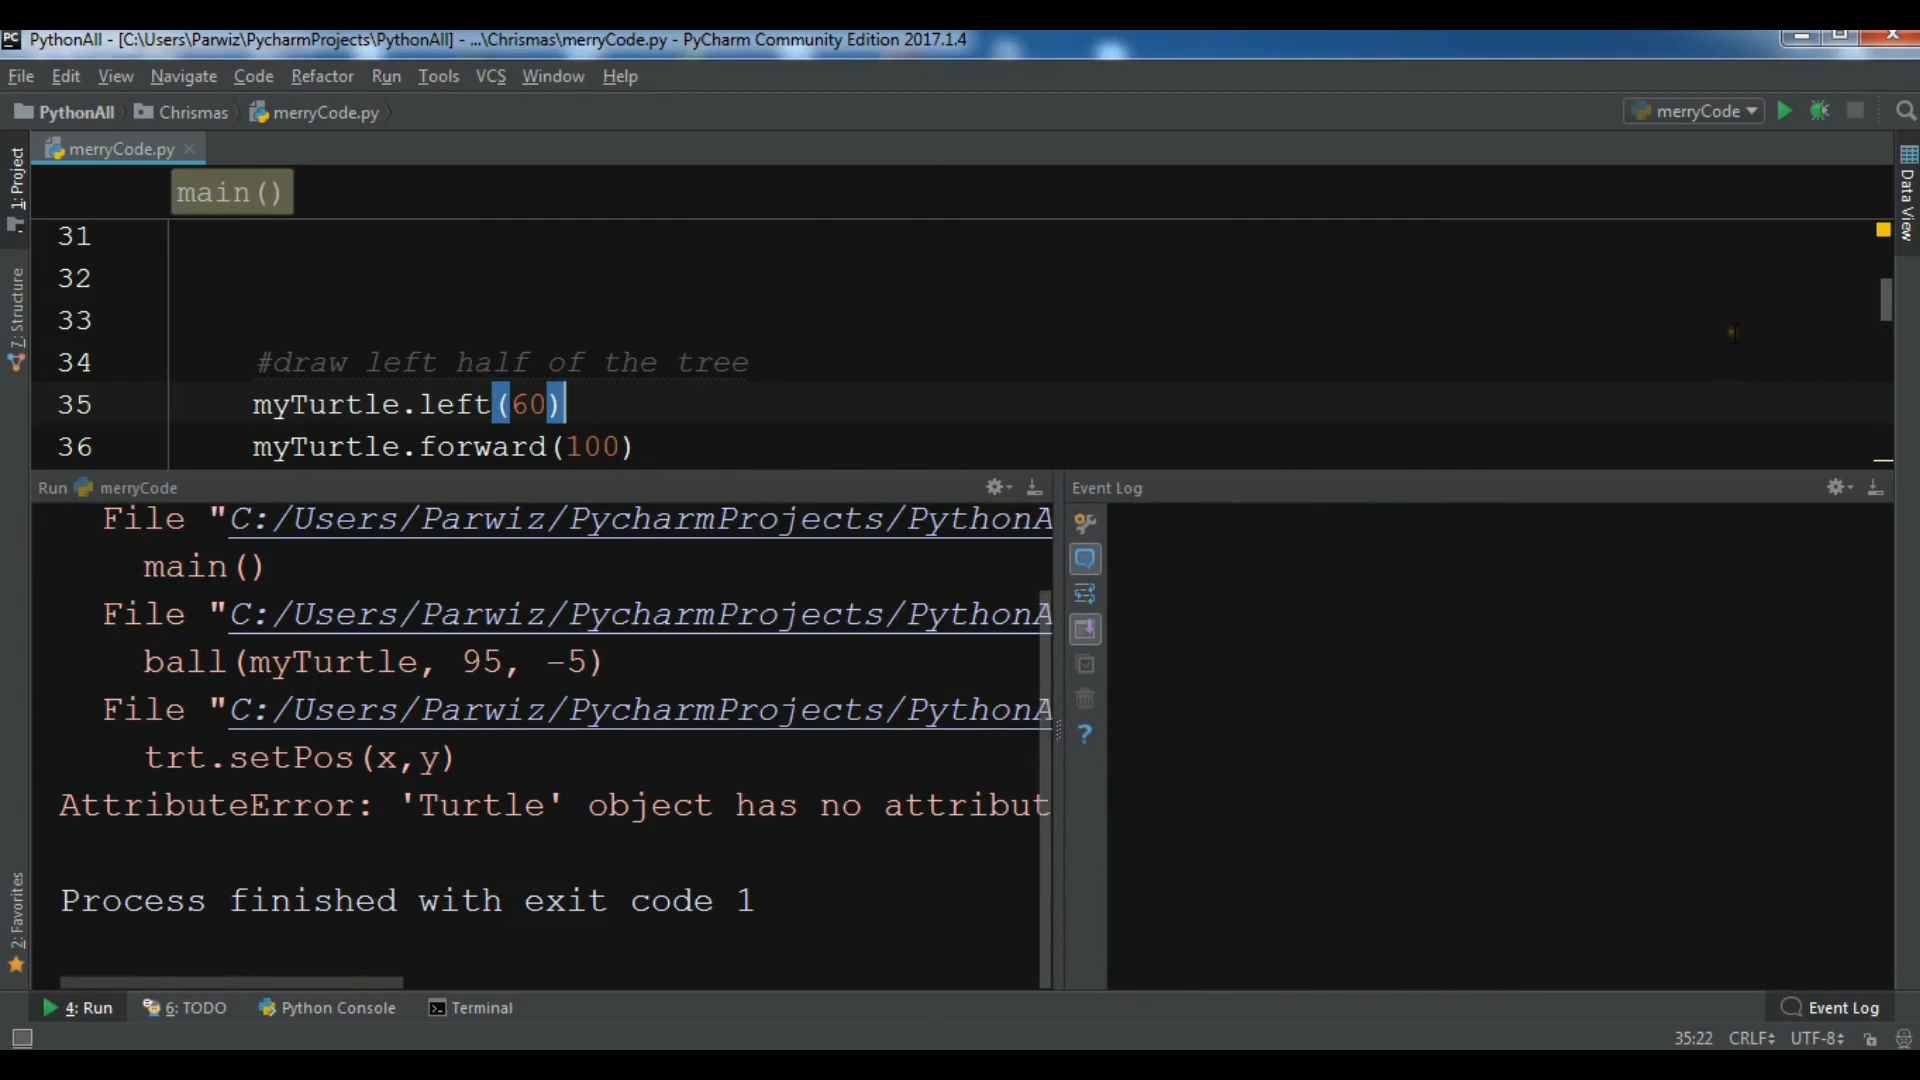 PC PythonAll - [C:\Users\Parwiz\PycharmProjects\PythonAll] - ...\Chrismas\merryCode.py - PyCharm Community Edition 2017.1.4
File Edit View Navigate Code Refactor Run Tools VCS Window Help
PythonAll Chrismas merryCode.py
merryCode
merryCode.py
1: Project
7: Structure
2: Favorites
Data View
main()
31
32
33
34 #draw left half of the tree
35 myTurtle.left(60)
36 myTurtle.forward(100)
Run merryCode
Event Log
File "C:/Users/Parwiz/PycharmProjects/PythonA
main()
File "C:/Users/Parwiz/PycharmProjects/PythonA
ball(myTurtle, 95, -5)
File "C:/Users/Parwiz/PycharmProjects/PythonA
trt.setPos(x,y)
AttributeError: 'Turtle' object has no attribut
Process finished with exit code 1
4: Run 6: TODO Python Console Terminal
Event Log
35:22 CRLF UTF-8